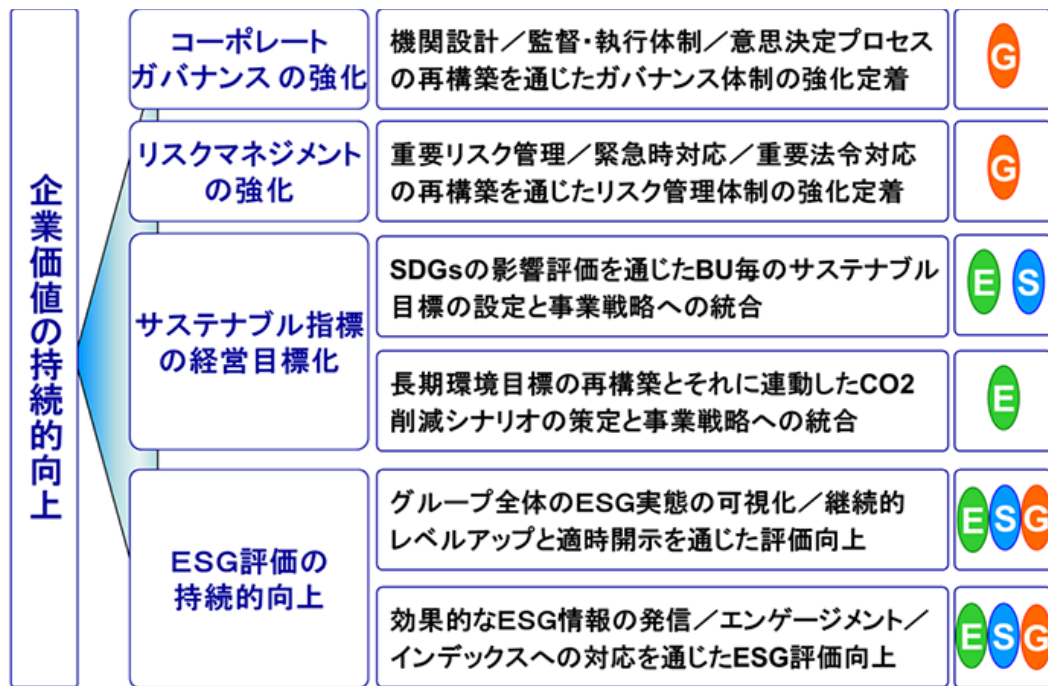 企業価値の持続的向上
コーポレート
ガバナンス の強化
機関設計／監督・執行体制／意思決定プロセス
の再構築を通じたガバナンス体制の強化定着
G
リスクマネジメント
の強化
重要リスク管理／緊急時対応／重要法令対応
の再構築を通じたリスク管理体制の強化定着
G
サステナブル指標
の経営目標化
SDGsの影響評価を通じたBU毎のサステナブル
目標の設定と事業戦略への統合
E S
長期環境目標の再構築とそれに連動したCO2
削減シナリオの策定と事業戦略への統合
E
ESG評価の
持続的向上
グループ全体のESG実態の可視化／継続的
レベルアップと適時開示を通じた評価向上
ESG
効果的なESG情報の発信／エンゲージメント／
インデックスへの対応を通じたESG評価向上
ESG